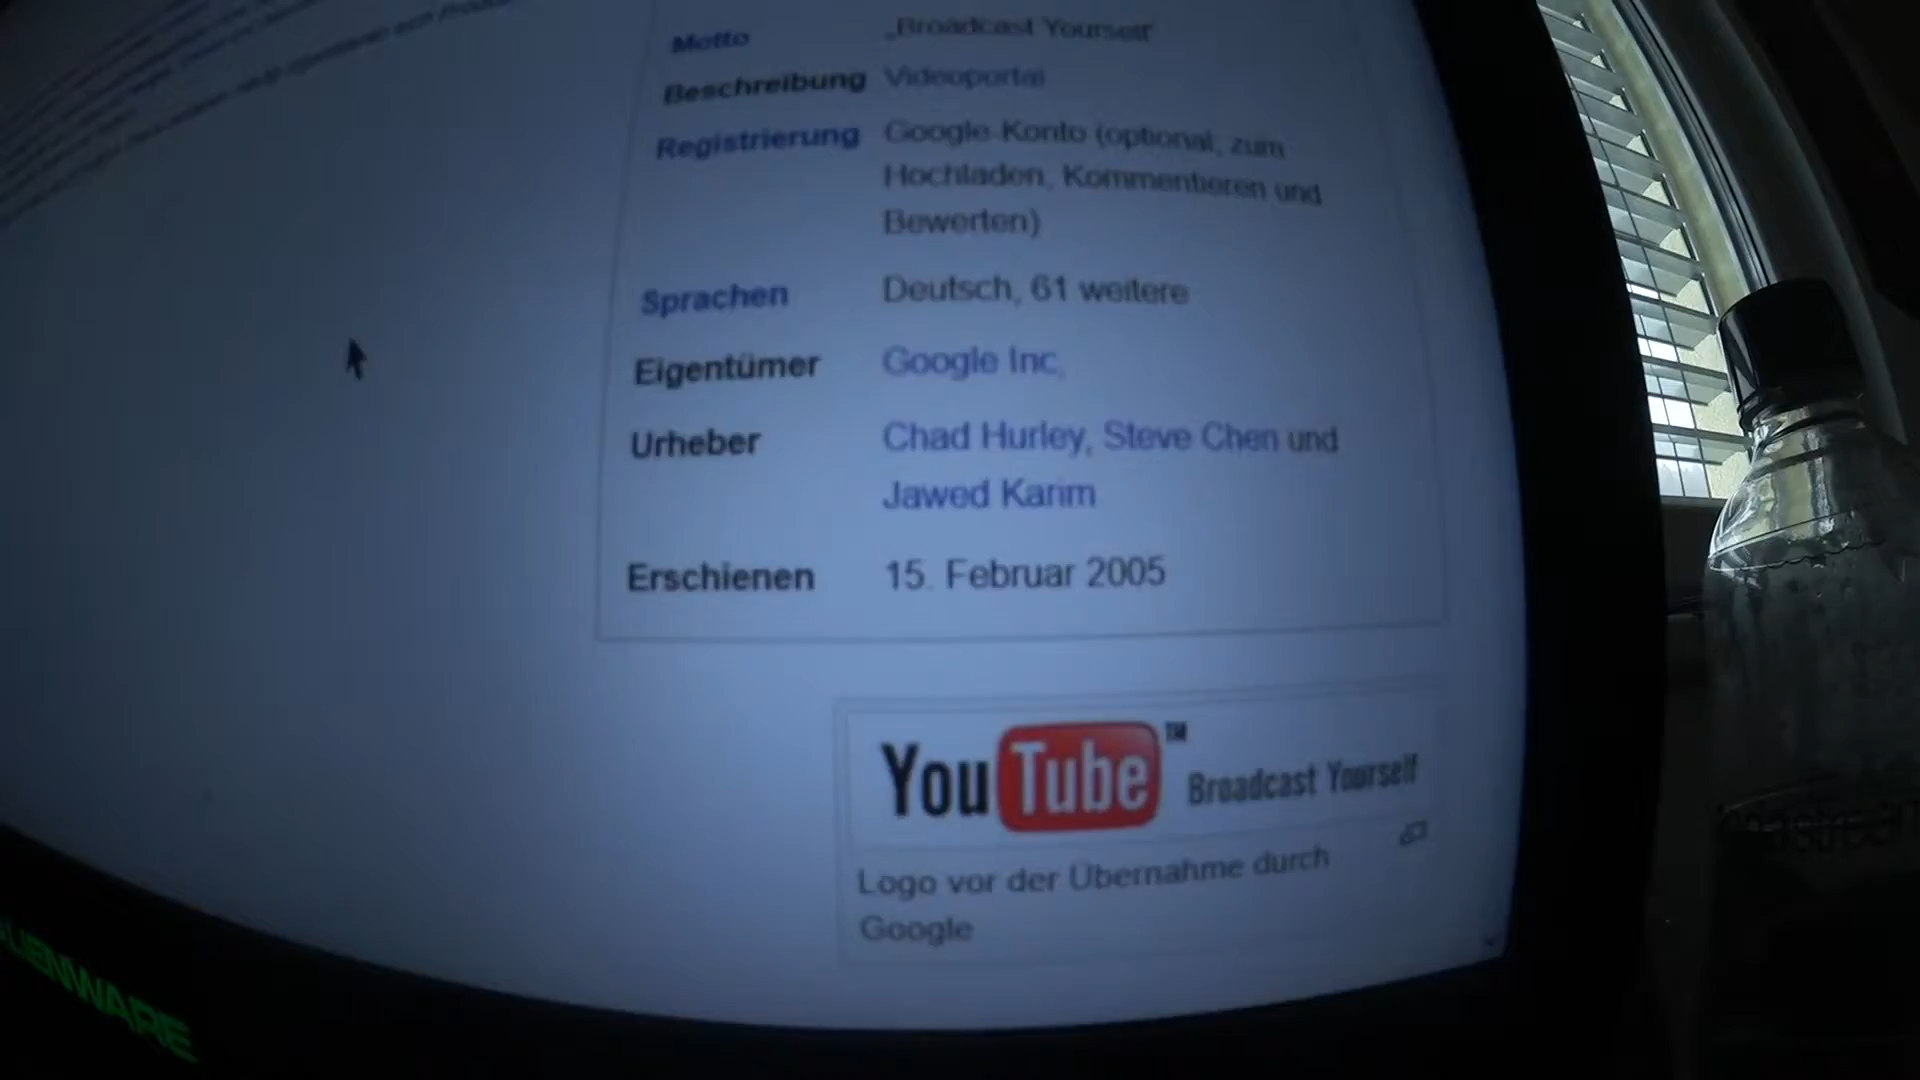 Motto „Broadcast Yourself“
Beschreibung Videoportal
Registrierung Google-Konto (optional, zum
Hochladen, Kommentieren und
Bewerten)
Sprachen Deutsch, 61 weitere
Eigentümer Google Inc.
Urheber Chad Hurley, Steve Chen und
Jawed Karim
Erschienen 15. Februar 2005
YouTube™ Broadcast Yourself
Logo vor der Übernahme durch
Google
ALIENWARE